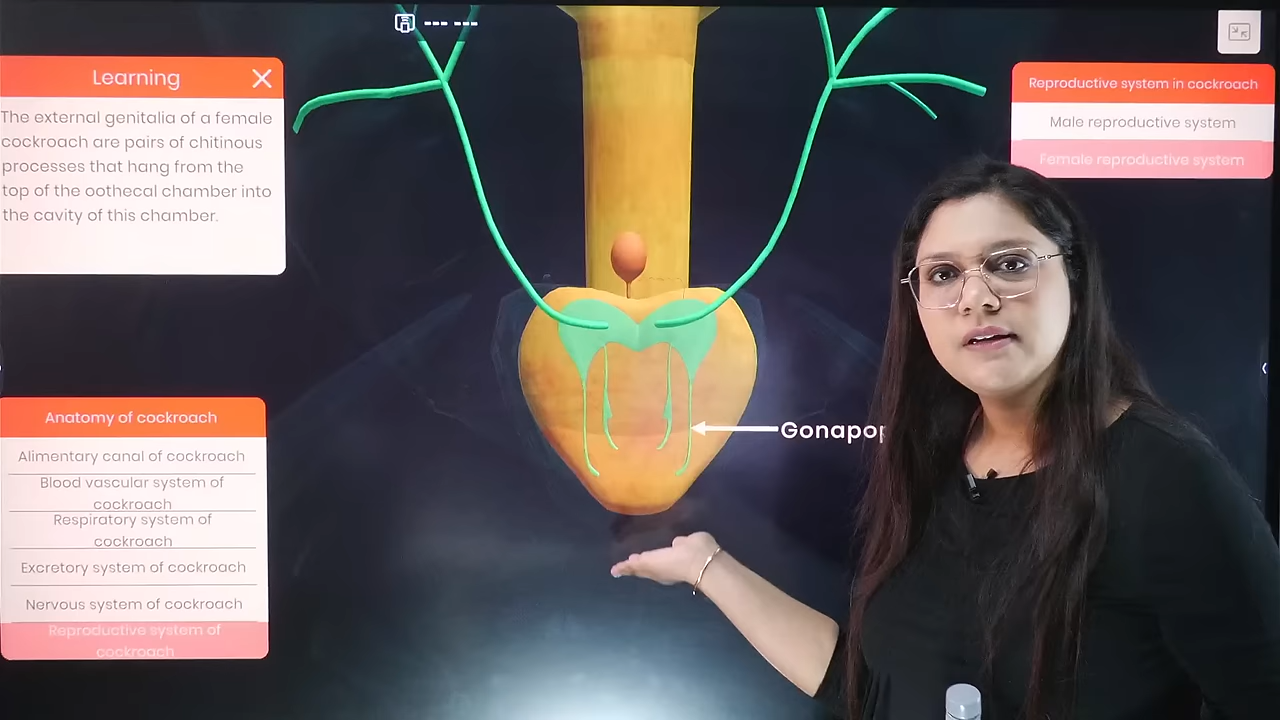 Learning
The external genitalia of a female
cockroach are pairs of chitinous
processes that hang from the
top of the oothecal chamber into
the cavity of this chamber.
Reproductive system in cockroach
Male reproductive system
Female reproductive system
Gonapop
Anatomy of cockroach
Alimentary canal of cockroach
Blood vascular system of
cockroach
Respiratory system of
cockroach
Excretory system of cockroach
Nervous system of cockroach
Reproductive system of
cockroach